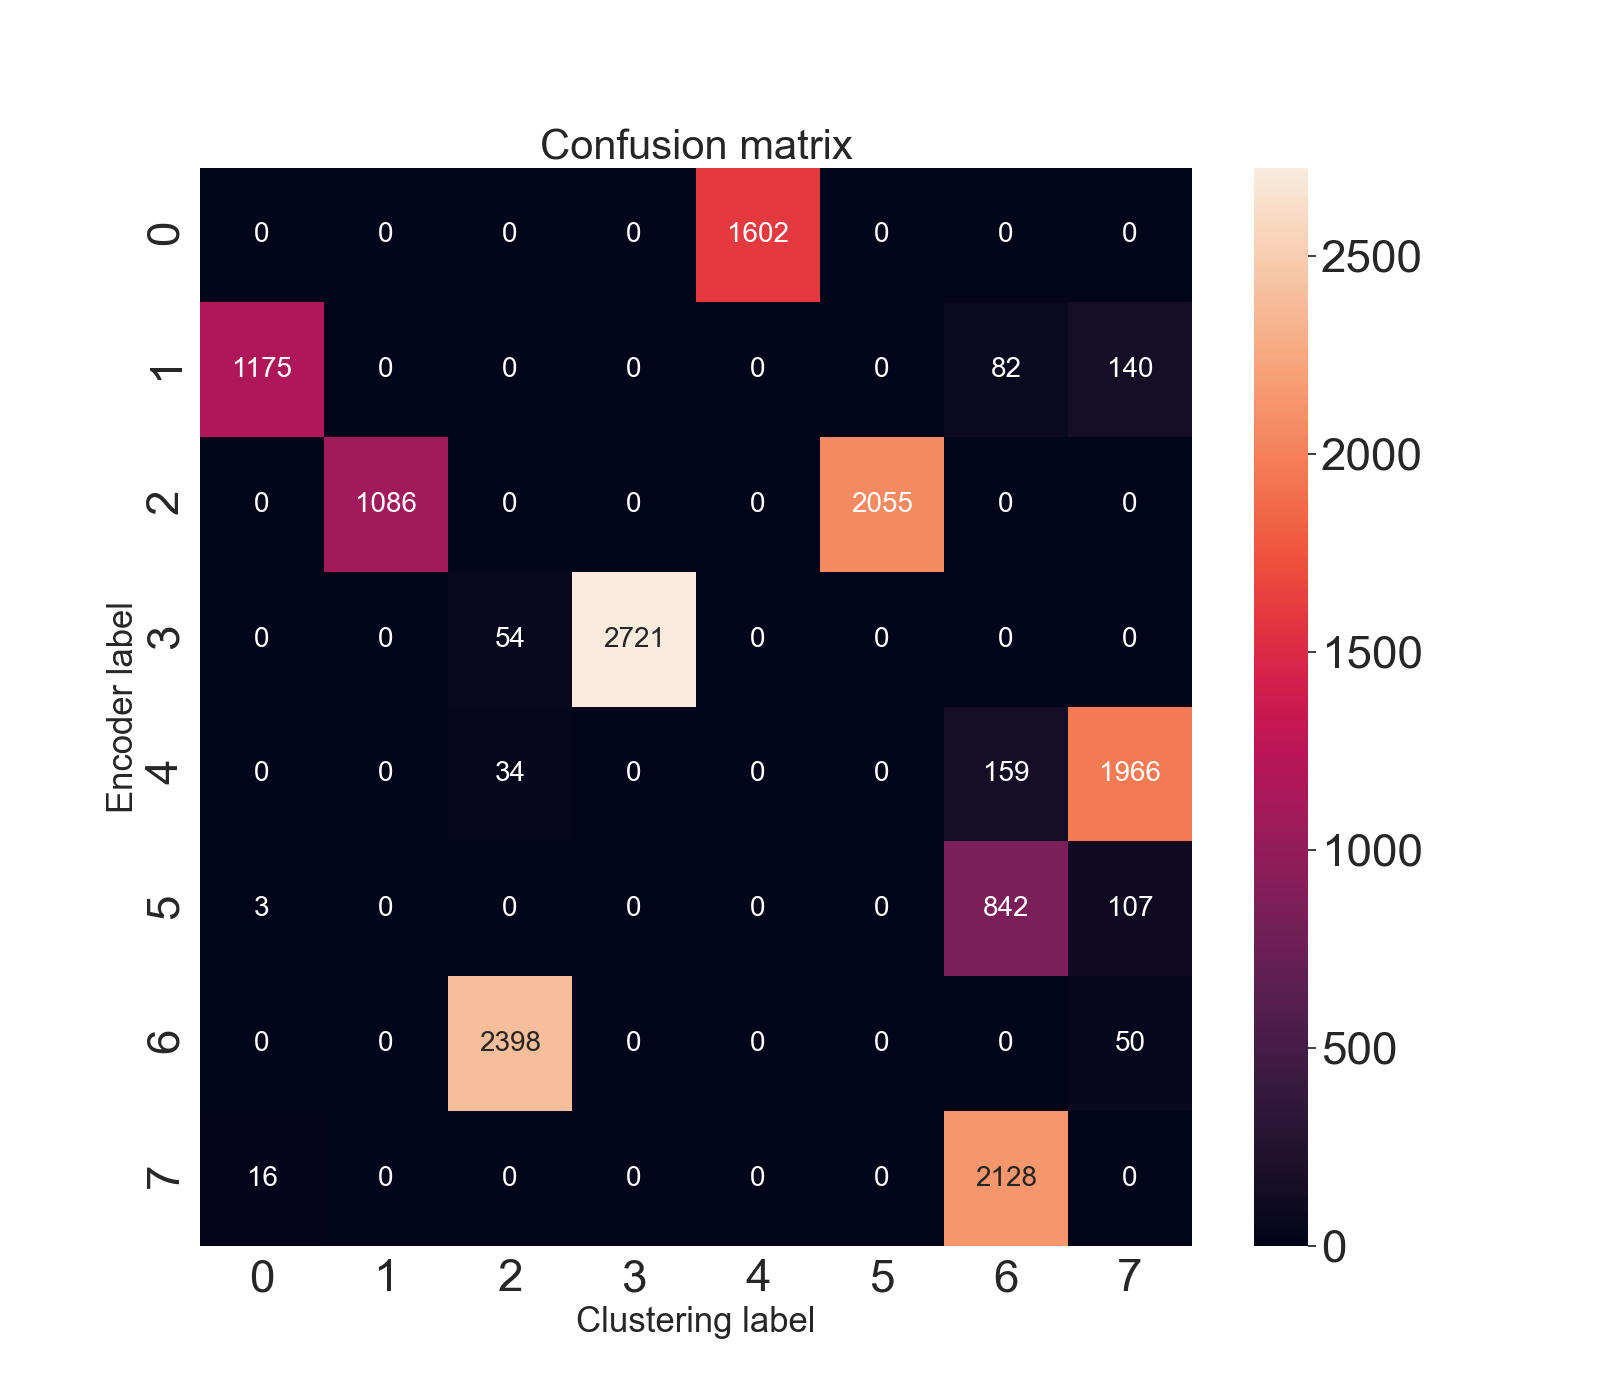 Confusion matrix
0 0 0 0 0 1602 0 0 0
1 1175 0 0 0 0 0 82 140
2 0 1086 0 0 0 2055 0 0
3 0 0 54 2721 0 0 0 0
4 0 0 34 0 0 0 159 1966
5 3 0 0 0 0 0 842 107
6 0 0 2398 0 0 0 0 50
7 16 0 0 0 0 0 2128 0
0 1 2 3 4 5 6 7
Clustering label
Encoder label
2500
2000
1500
1000
500
0